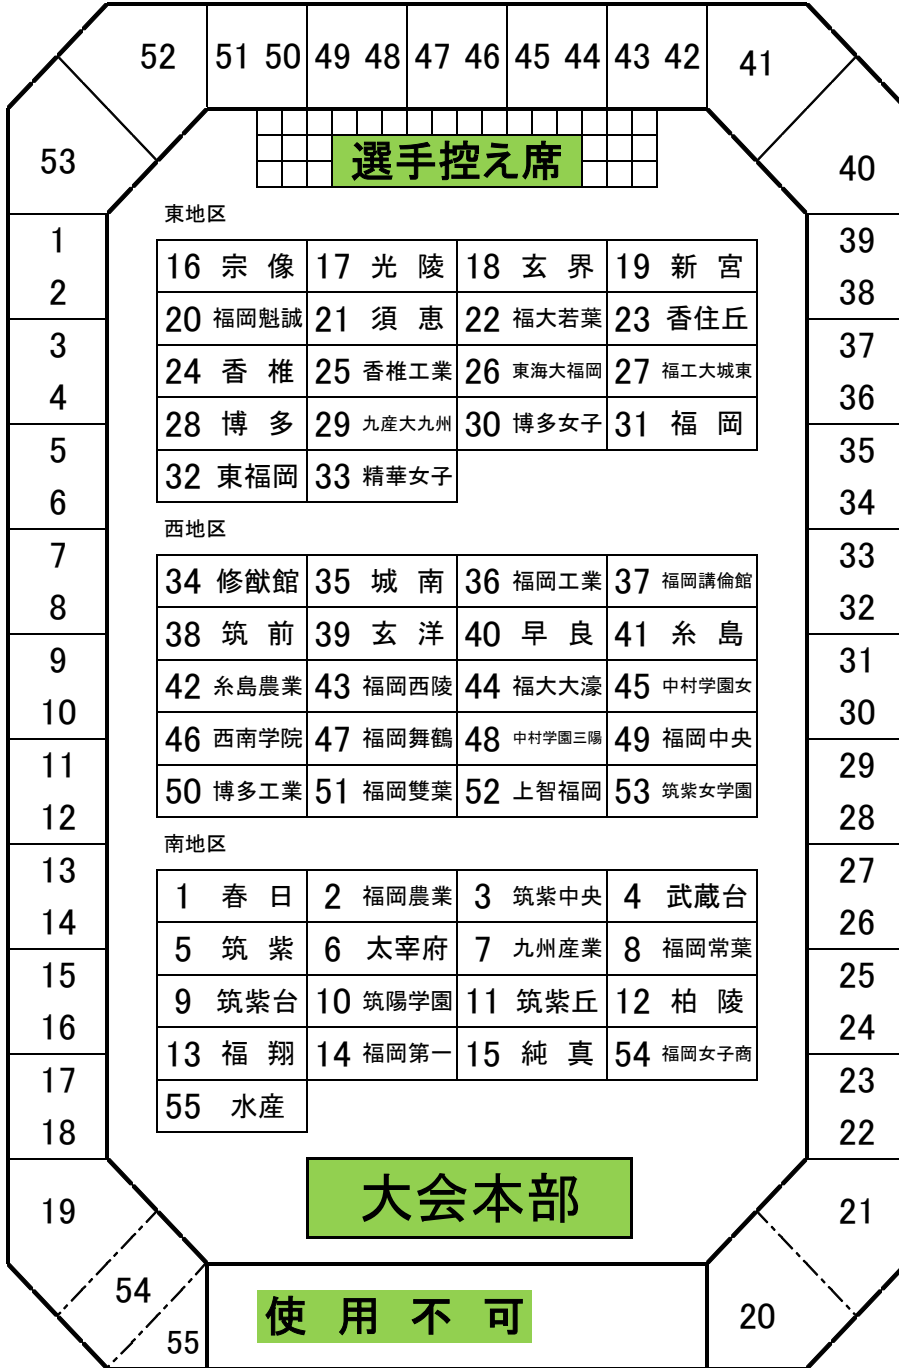 52 51 50 49 48 47 46 45 44 43 42 41
53 選手控え席 40
東地区
1 39
16 宗 像 17 光 陵 18 玄 界 19 新 宮
2 38
20 福岡魁誠 21 須 恵 22 福大若葉 23 香住丘
3 37
24 香 椎 25 香椎工業 26 東海大福岡 27 福工大城東
4 36
28 博 多 29 九産大九州 30 博多女子 31 福 岡
5 35
32 東福岡 33 精華女子
6 34
西地区
7 33
34 修猷館 35 城 南 36 福岡工業 37 福岡講倫館
8 32
38 筑 前 39 玄 洋 40 早 良 41 糸 島
9 31
42 糸島農業 43 福岡西陵 44 福大大濠 45 中村学園女
10 30
46 西南学院 47 福岡舞鶴 48 中村学園三陽 49 福岡中央
11 29
50 博多工業 51 福岡雙葉 52 上智福岡 53 筑紫女学園
12 28
南地区
13 27
1 春 日 2 福岡農業 3 筑紫中央 4 武蔵台
14 26
5 筑 紫 6 太宰府 7 九州産業 8 福岡常葉
15 25
9 筑紫台 10 筑陽学園 11 筑紫丘 12 柏 陵
16 24
13 福 翔 14 福岡第一 15 純 真 54 福岡女子商
17 23
55 水産
18 22
19 大会本部 21
54 使 用 不 可 20
55